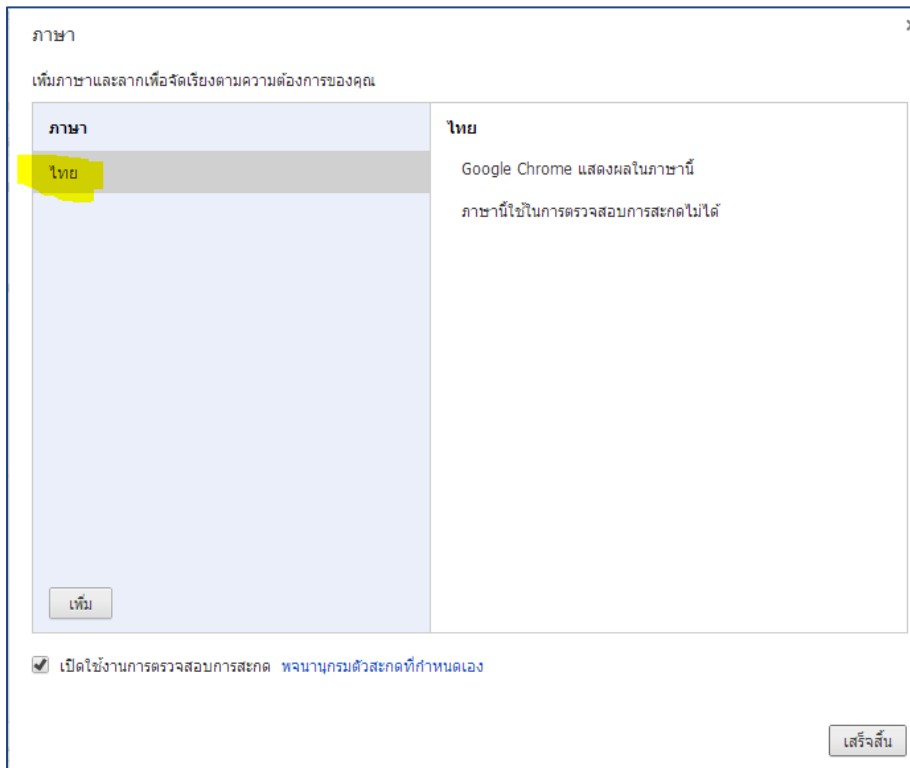 ภาษา
เพิ่มภาษาและลากเพื่อจัดเรียงตามความต้องการของคุณ
ภาษา
ไทย
ไทย
Google Chrome แสดงผลในภาษานี้
ภาษานี้ใช้ในการตรวจสอบการสะกดไม่ได้
เพิ่ม
เปิดใช้งานการตรวจสอบการสะกด พจนานุกรมตัวสะกดที่กำหนดเอง
เสร็จสิ้น